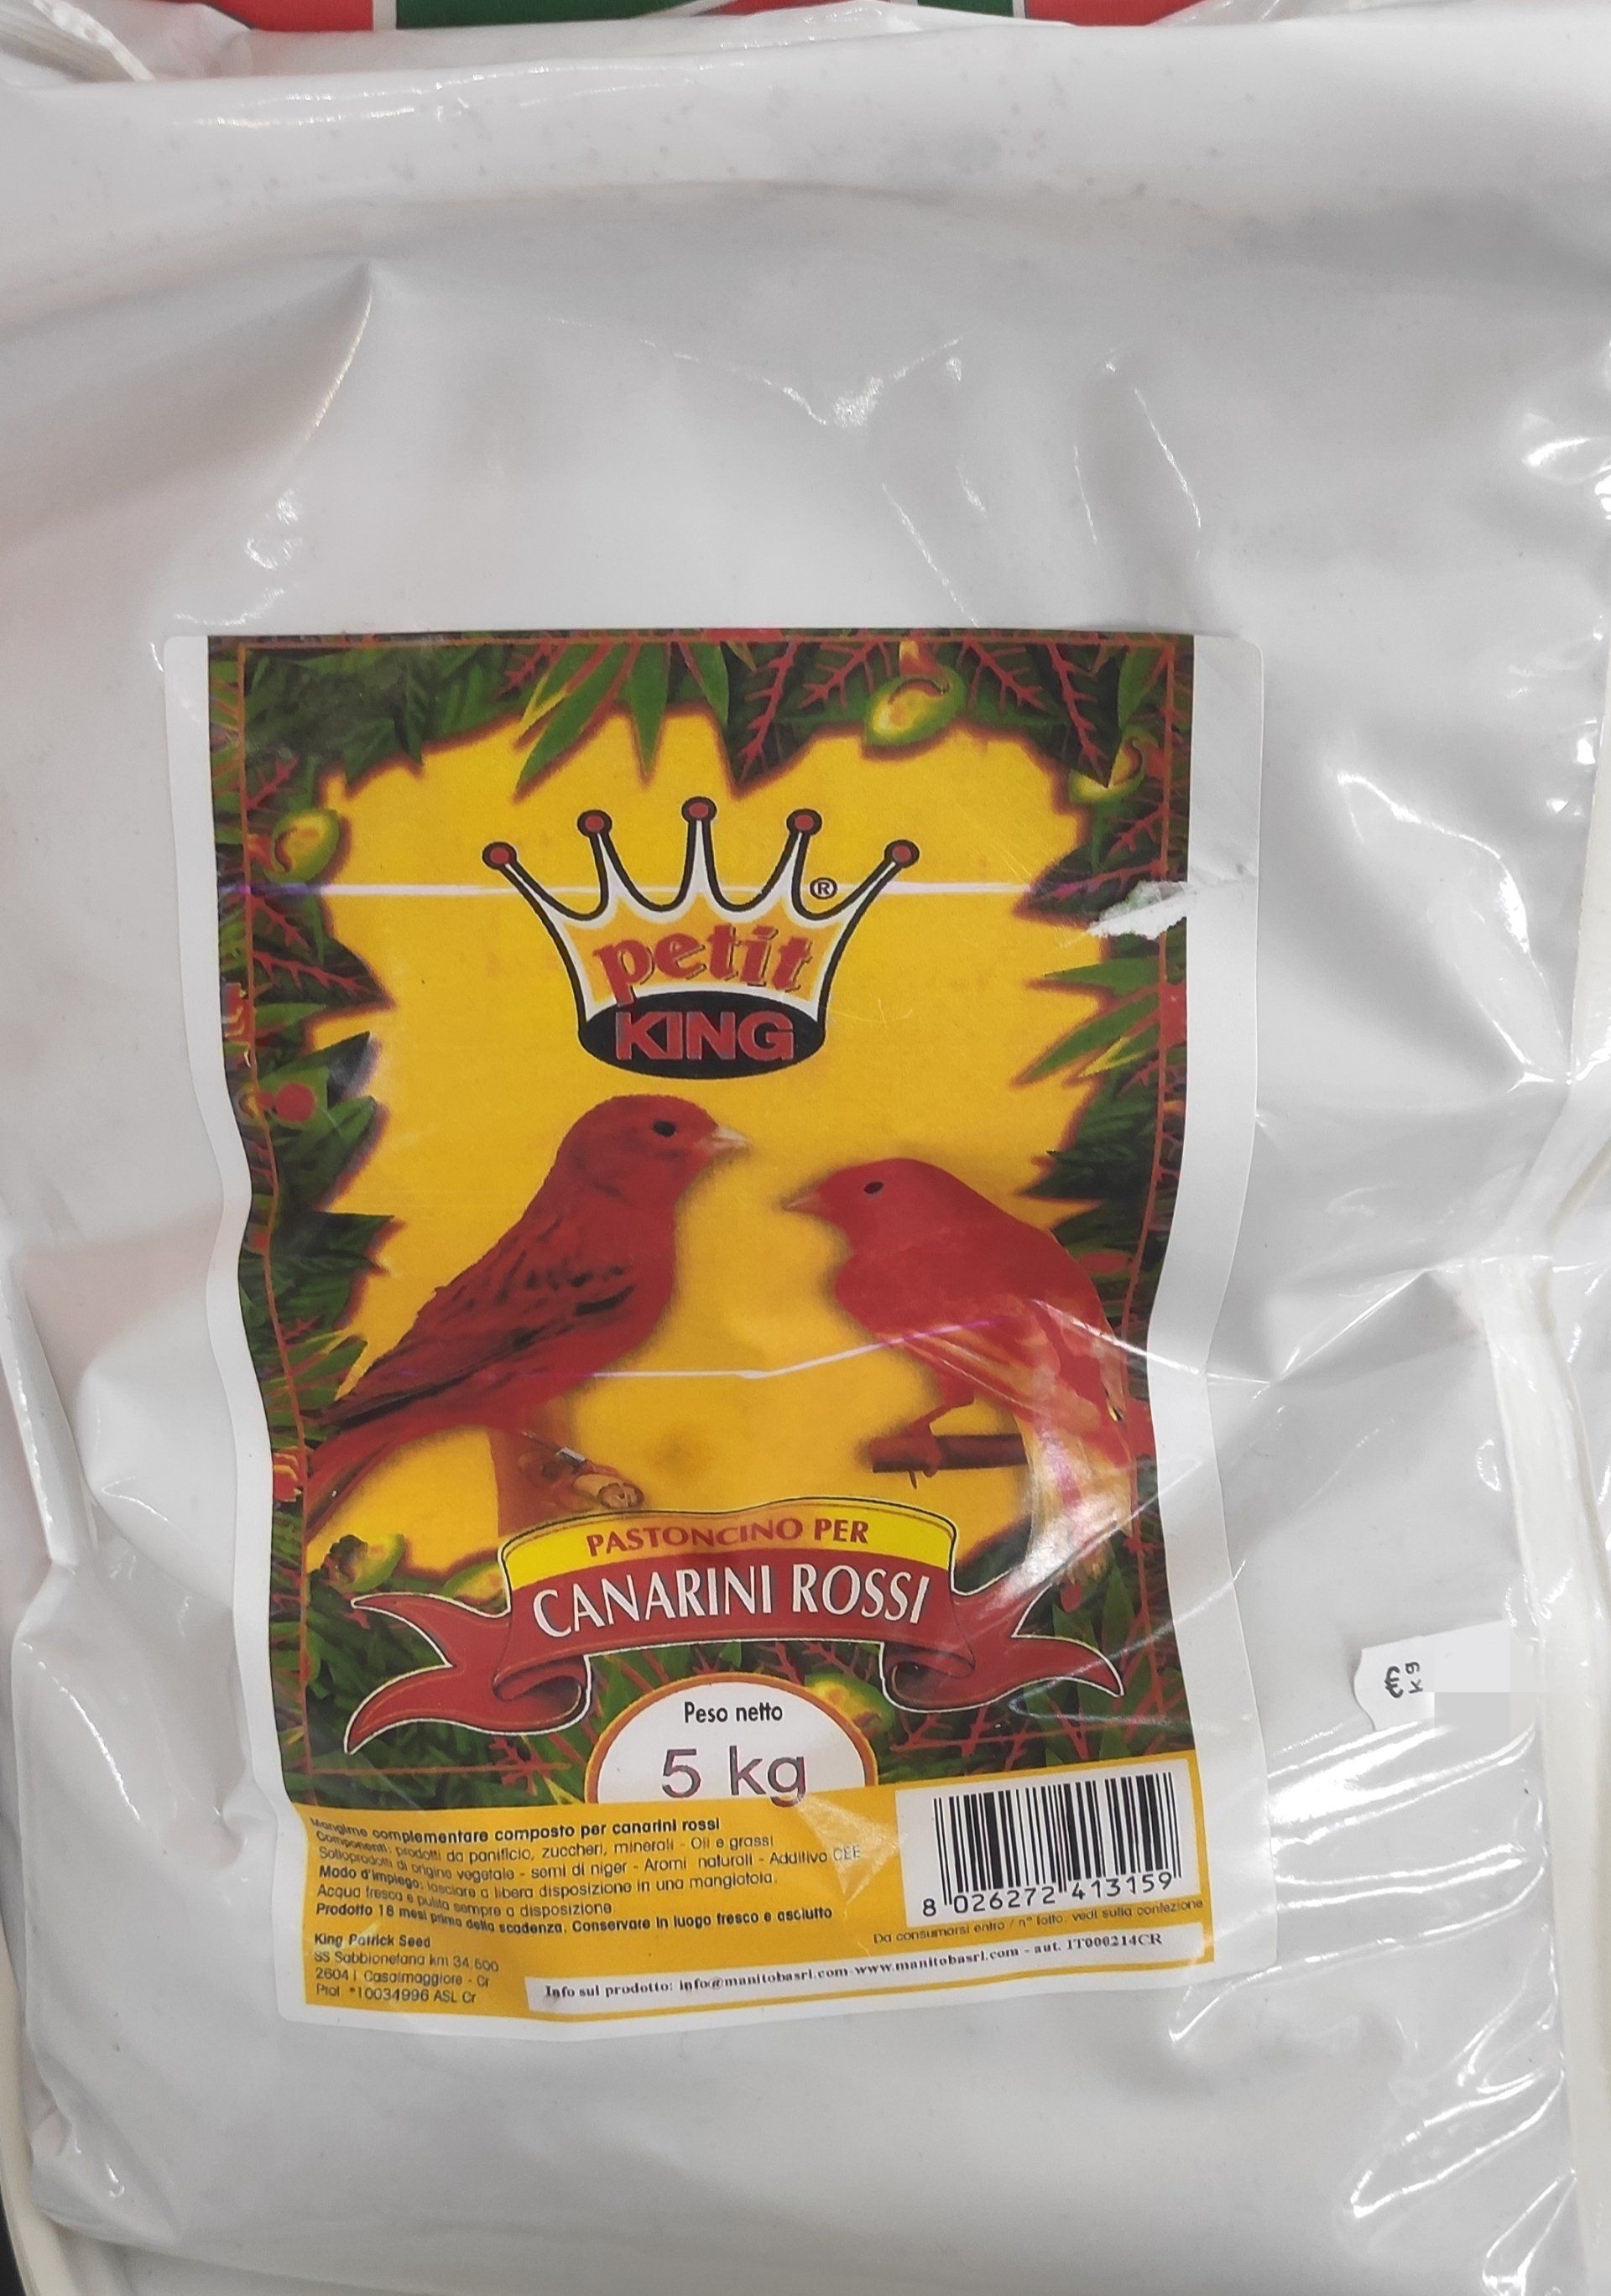 ®
petit
KING
PASTONCINO PER
CANARINI ROSSI
Peso netto
5 kg
Mangime complementare composto per canarini rossi
Componenti: prodotti da panificio, zuccheri, minerali - Oli e grassi
Sottoprodotti di origine vegetale - semi di niger - Aromi naturali - Additivo CEE
Modo d'impiego: lasciare a libera disposizione in una mangiatoia.
Acqua fresca e pulita sempre a disposizione
Prodotto 18 mesi prima della scadenza. Conservare in luogo fresco e asciutto
King Patrick Seed
SS Sabbionetana km 34,500
26041 Casalmaggiore - Cr
Prot. *10034996 ASL Cr
8 026272 413159
Da consumarsi entro / n° lotto: vedi sulla confezione
Info sul prodotto: info@manitobasrl.com-www.manitobasrl.com - aut. IT000214CR
€
kg